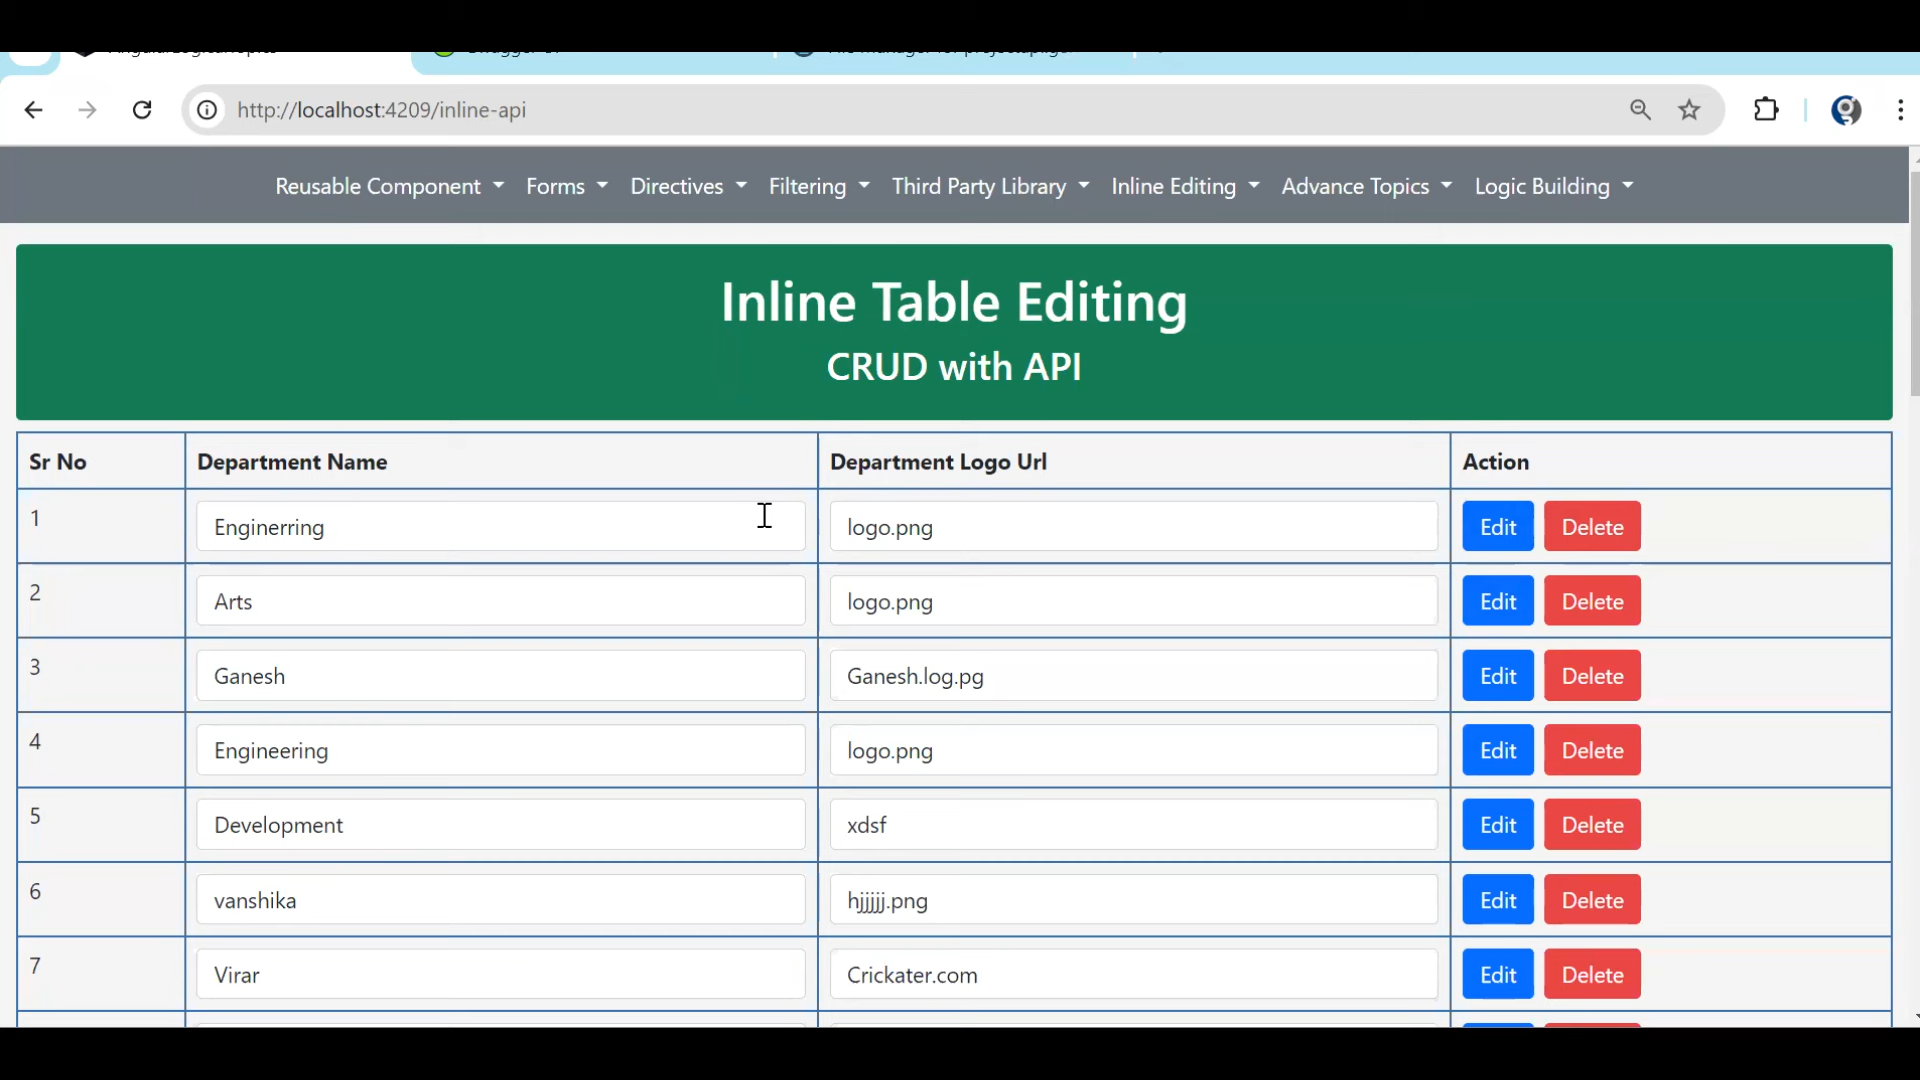 http://localhost:4209/inline-api
Reusable Component Forms Directives Filtering Third Party Library Inline Editing Advance Topics Logic Building
Inline Table Editing
CRUD with API
Sr No Department Name Department Logo Url Action
1 Enginerring logo.png Edit Delete
2 Arts logo.png Edit Delete
3 Ganesh Ganesh.log.pg Edit Delete
4 Engineering logo.png Edit Delete
5 Development xdsf Edit Delete
6 vanshika hjjjjj.png Edit Delete
7 Virar Crickater.com Edit Delete